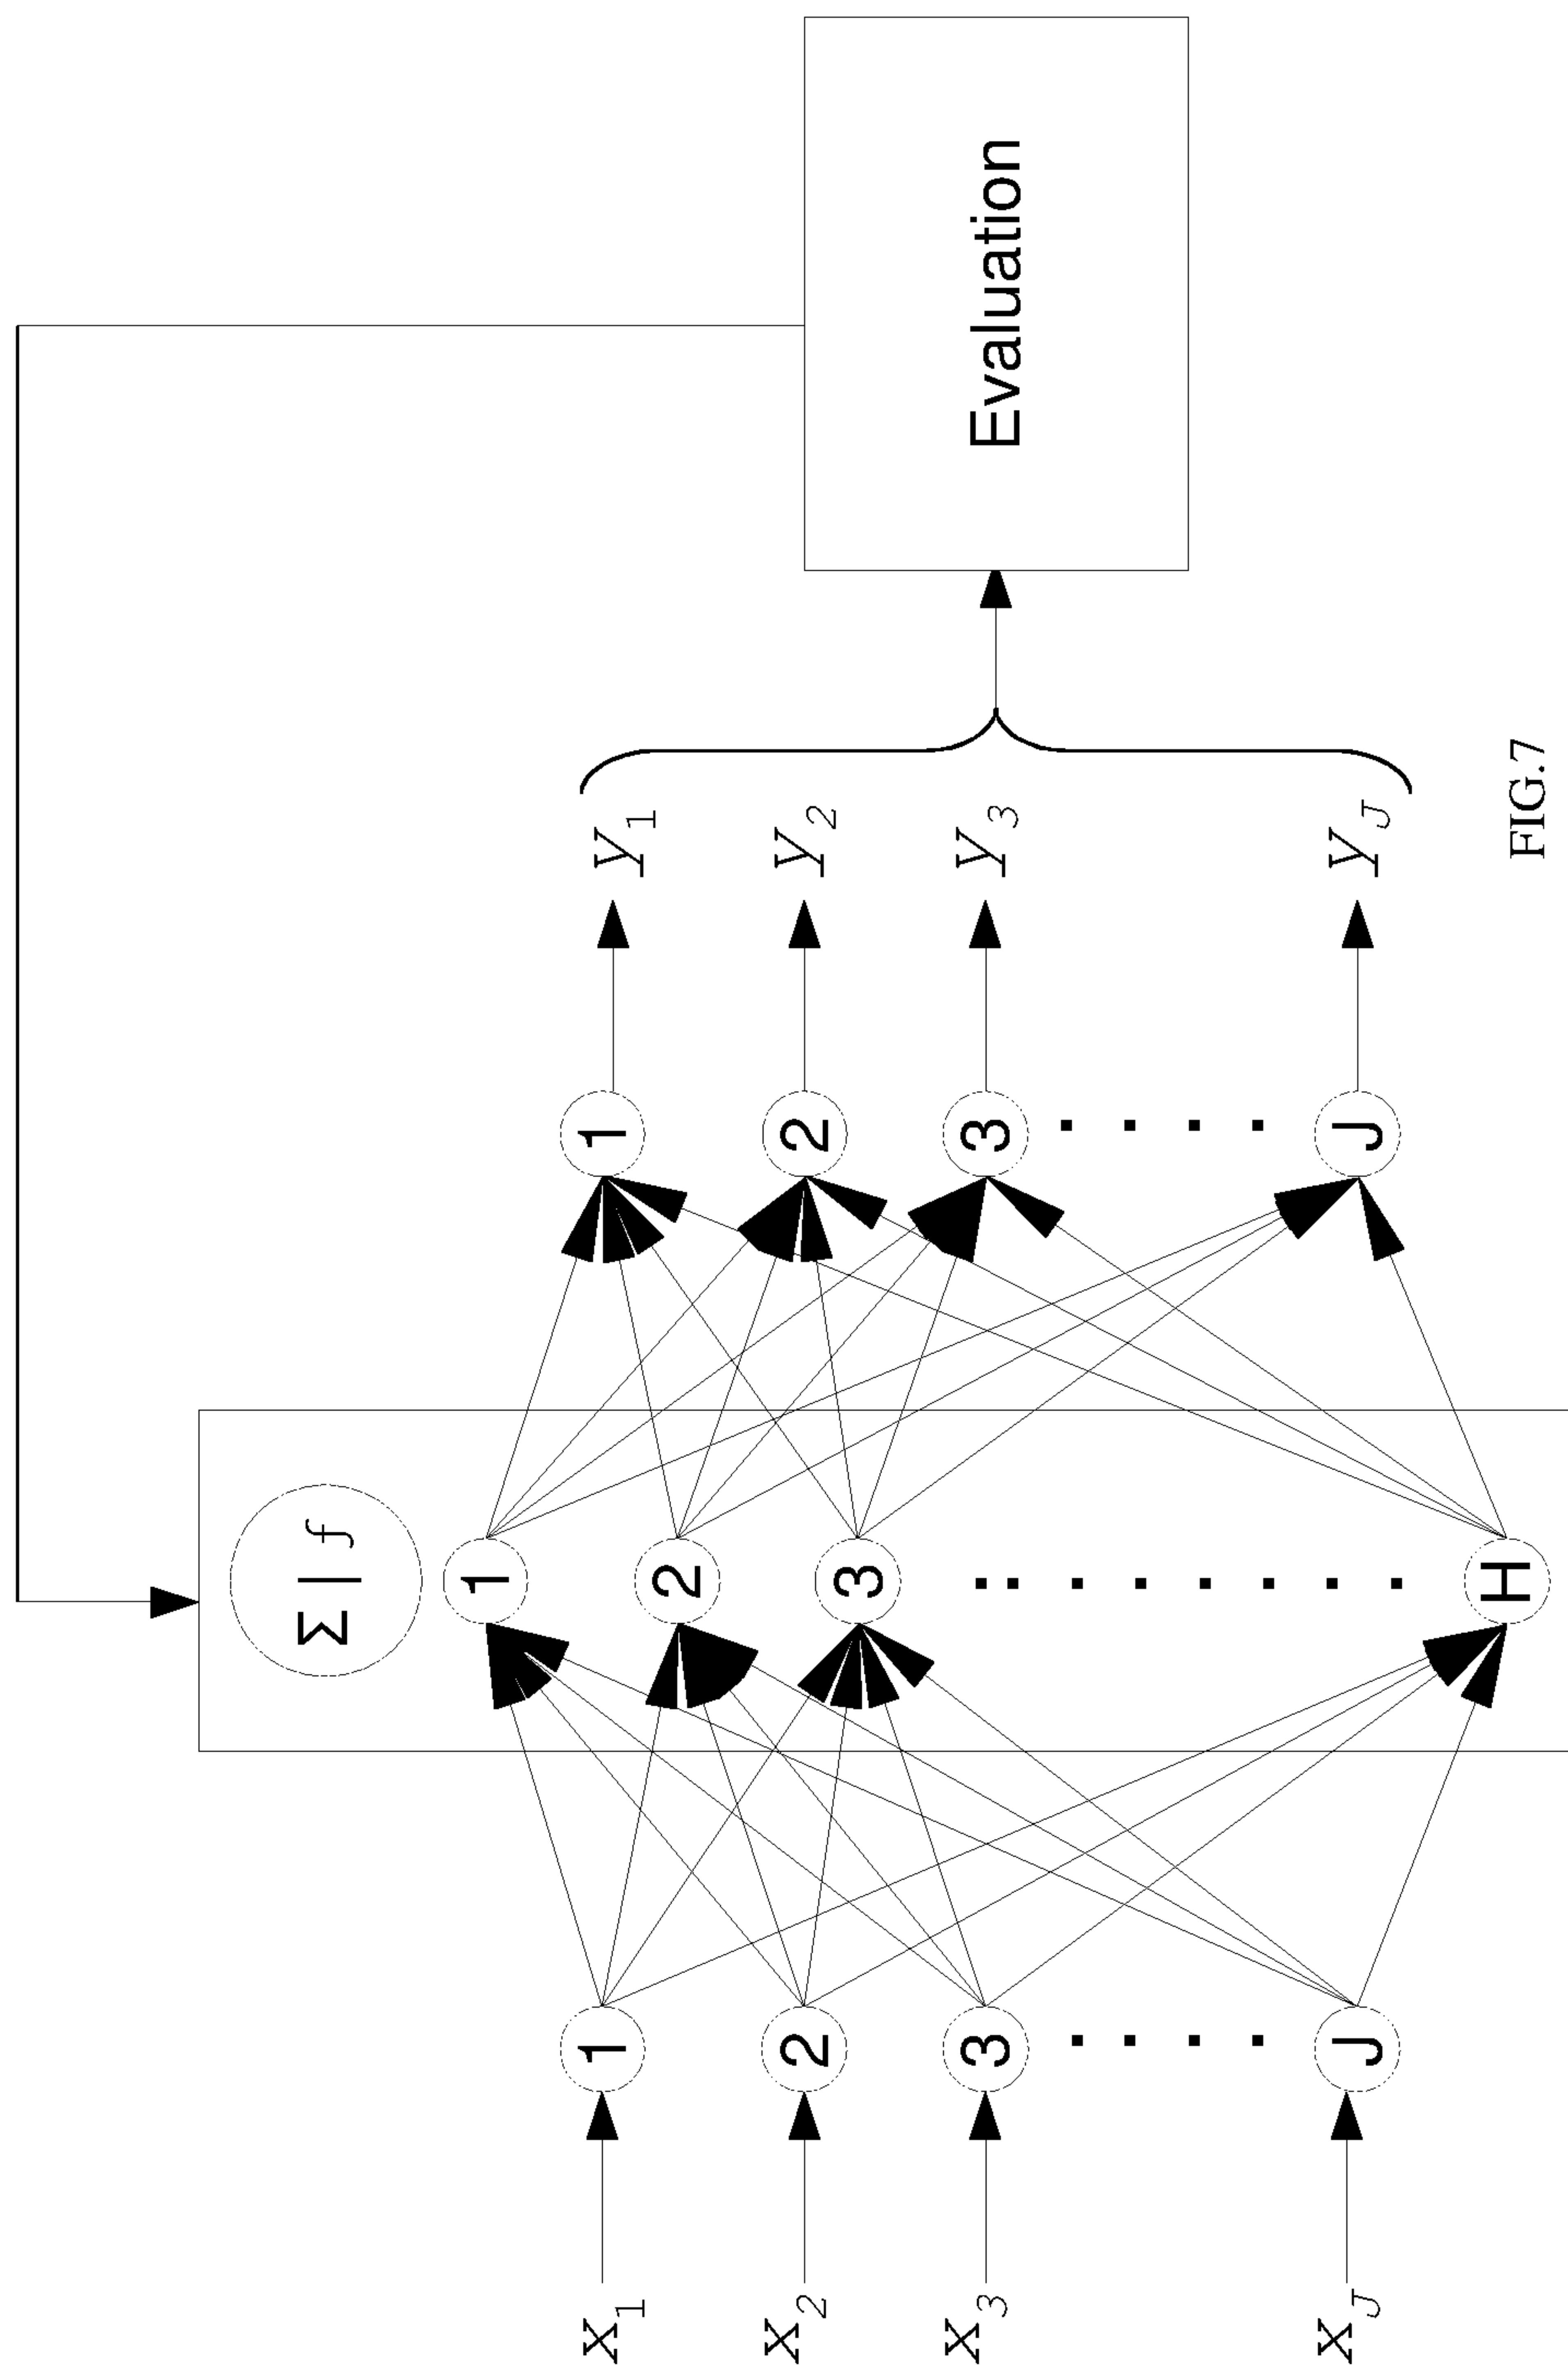 Σ | f
X1
1
1
1
Y1
X2
2
2
2
Y2
X3
3
3
3
Y3
XJ
J
H
J
YJ
Evaluation
FIG.7